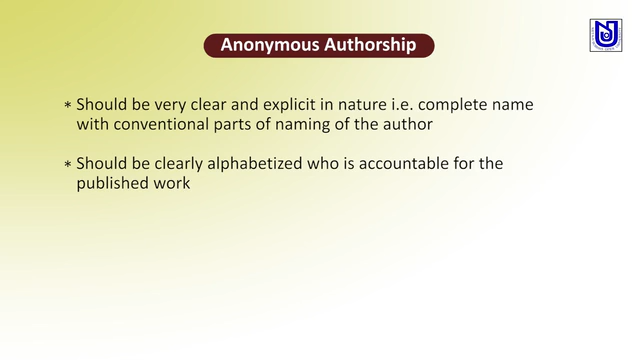 Anonymous Authorship
* Should be very clear and explicit in nature i.e. complete name
with conventional parts of naming of the author
* Should be clearly alphabetized who is accountable for the
published work